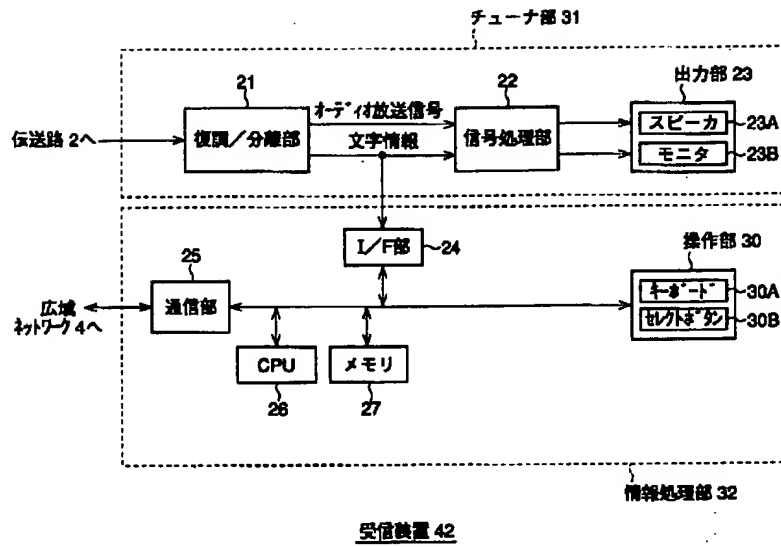 チューナ部 31
21
22
出力部 23
オーディオ放送信号
伝送路 2へ
復調/分離部
文字情報
信号処理部
スピーカ
23A
モニタ
23B
I/F部
24
25
操作部 30
広域
ネットワーク 4へ
通信部
キーボード
30A
セレクトボタン
30B
CPU
メモリ
26
27
情報処理部 32
受信装置 42